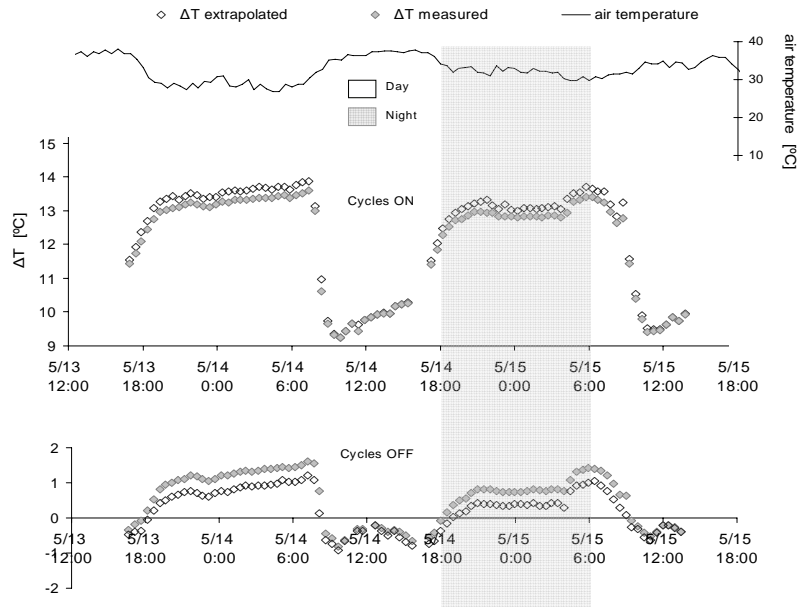 ΔT extrapolated ΔT measured air temperature
40
30
20
10
air temperature [ºC]
Day
Night
15
14
13
12
11
10
9
ΔT [ºC]
Cycles ON
5/13 5/13 5/14 5/14 5/14 5/14 5/15 5/15 5/15 5/15
12:00 18:00 0:00 6:00 12:00 18:00 0:00 6:00 12:00 18:00
Cycles OFF
2
1
0
-1
-2
5/13 5/13 5/14 5/14 5/14 5/14 5/15 5/15 5/15 5/15
12:00 18:00 0:00 6:00 12:00 18:00 0:00 6:00 12:00 18:00